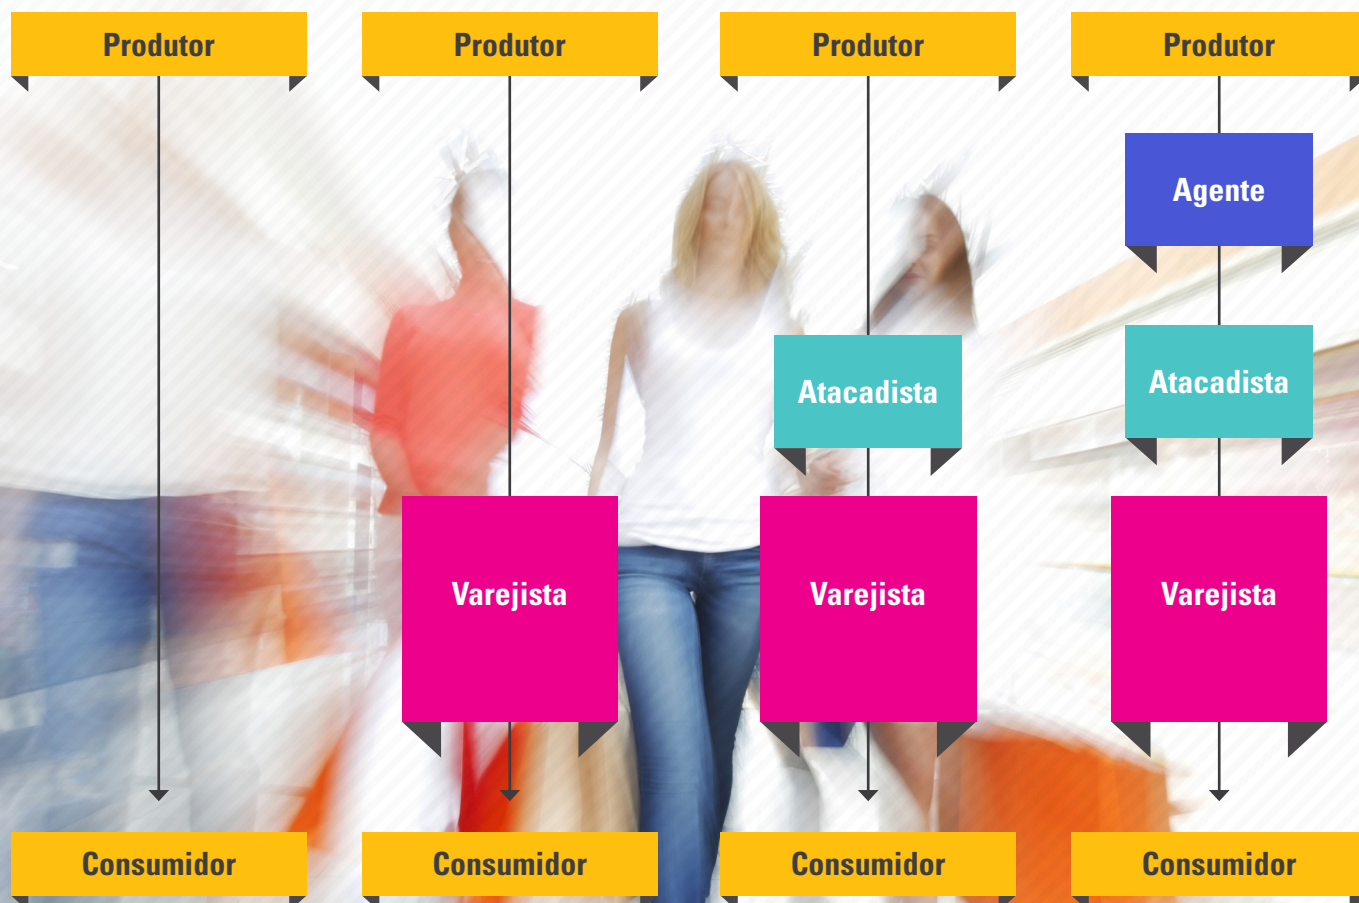 Produtor
Produtor
Produtor
Produtor
Agente
Atacadista
Atacadista
Varejista
Varejista
Varejista
Consumidor
Consumidor
Consumidor
Consumidor